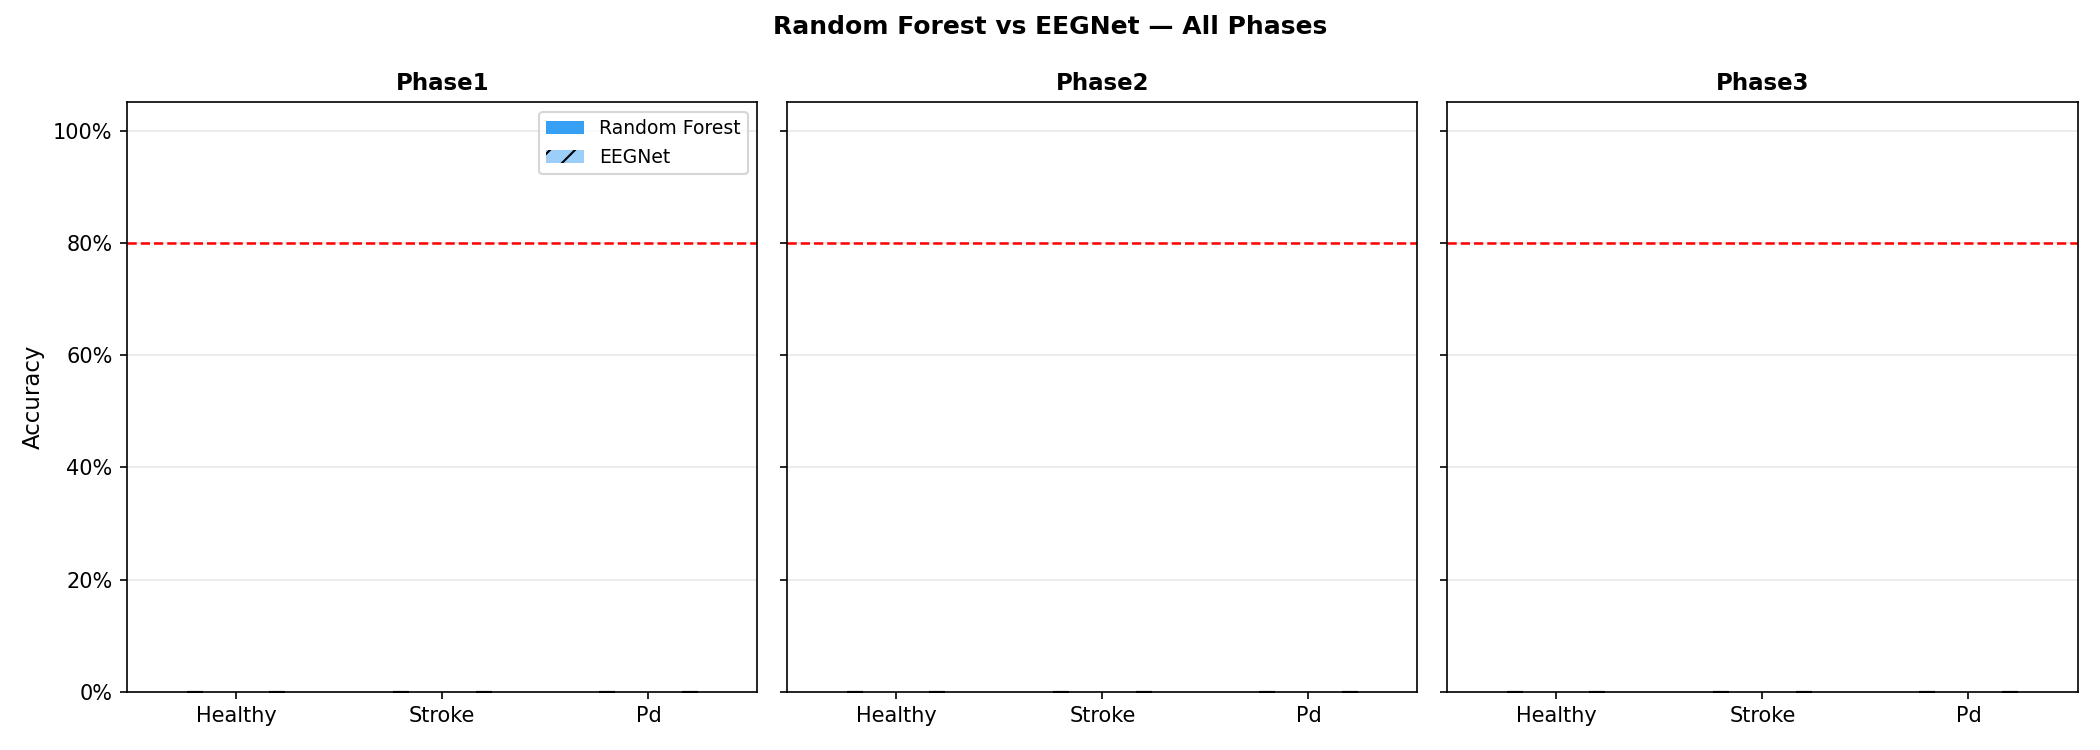 Random Forest vs EEGNet — All Phases
Phase1
Phase2
Phase3
100%
80%
60%
40%
20%
0%
Accuracy
Random Forest
EEGNet
Healthy
Stroke
Pd
Healthy
Stroke
Pd
Healthy
Stroke
Pd